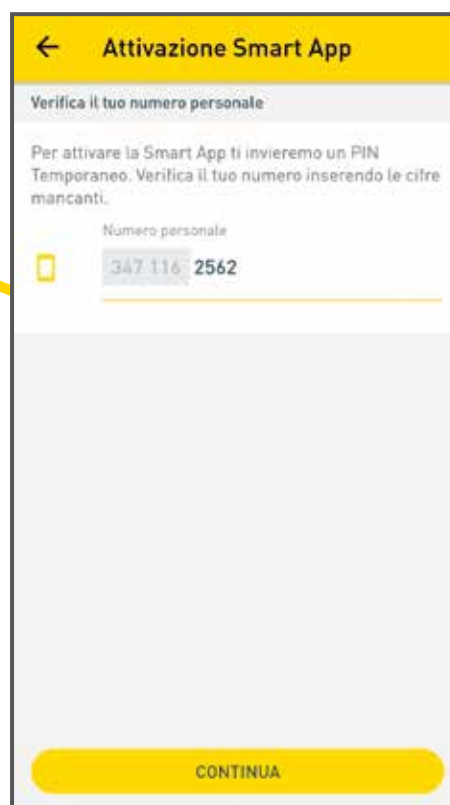 Attivazione Smart App
Verifica il tuo numero personale
Per attivare la Smart App ti invieremo un PIN
Temporaneo. Verifica il tuo numero inserendo le cifre
mancanti.
Numero personale
347 116 2562
CONTINUA